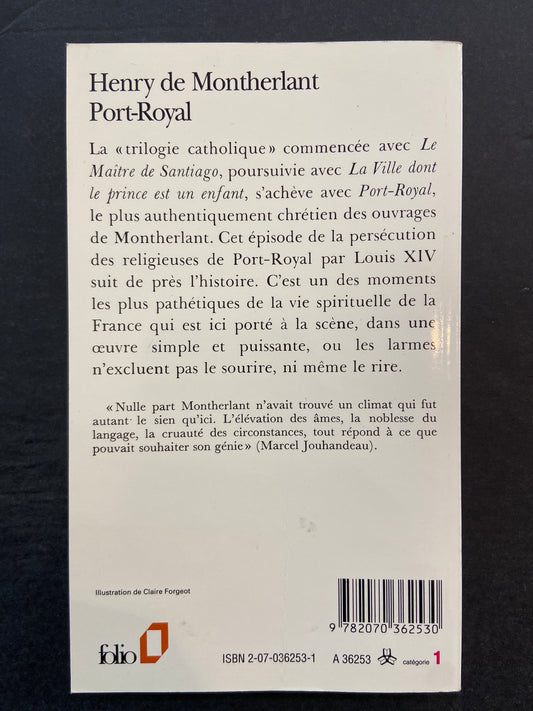 Henry de Montherlant
Port-Royal
La « trilogie catholique » commencée avec Le
Maître de Santiago, poursuivie avec La Ville dont
le prince est un enfant, s'achève avec Port-Royal,
le plus authentiquement chrétien des ouvrages
de Montherlant. Cet épisode de la persécution
des religieuses de Port-Royal par Louis XIV
suit de près l'histoire. C'est un des moments
les plus pathétiques de la vie spirituelle de la
France qui est ici porté à la scène, dans une
œuvre simple et puissante, ou les larmes
n'excluent pas le sourire, ni même le rire.
« Nulle part Montherlant n'avait trouvé un climat qui fut
autant le sien qu'ici. L'élévation des âmes, la noblesse du
langage, la cruauté des circonstances, tout répond à ce que
pouvait souhaiter son génie » (Marcel Jouhandeau).
Illustration de Claire Forgeot
9 782070 362530
folio
ISBN 2-07-036253-1 A 36253 catégorie 1